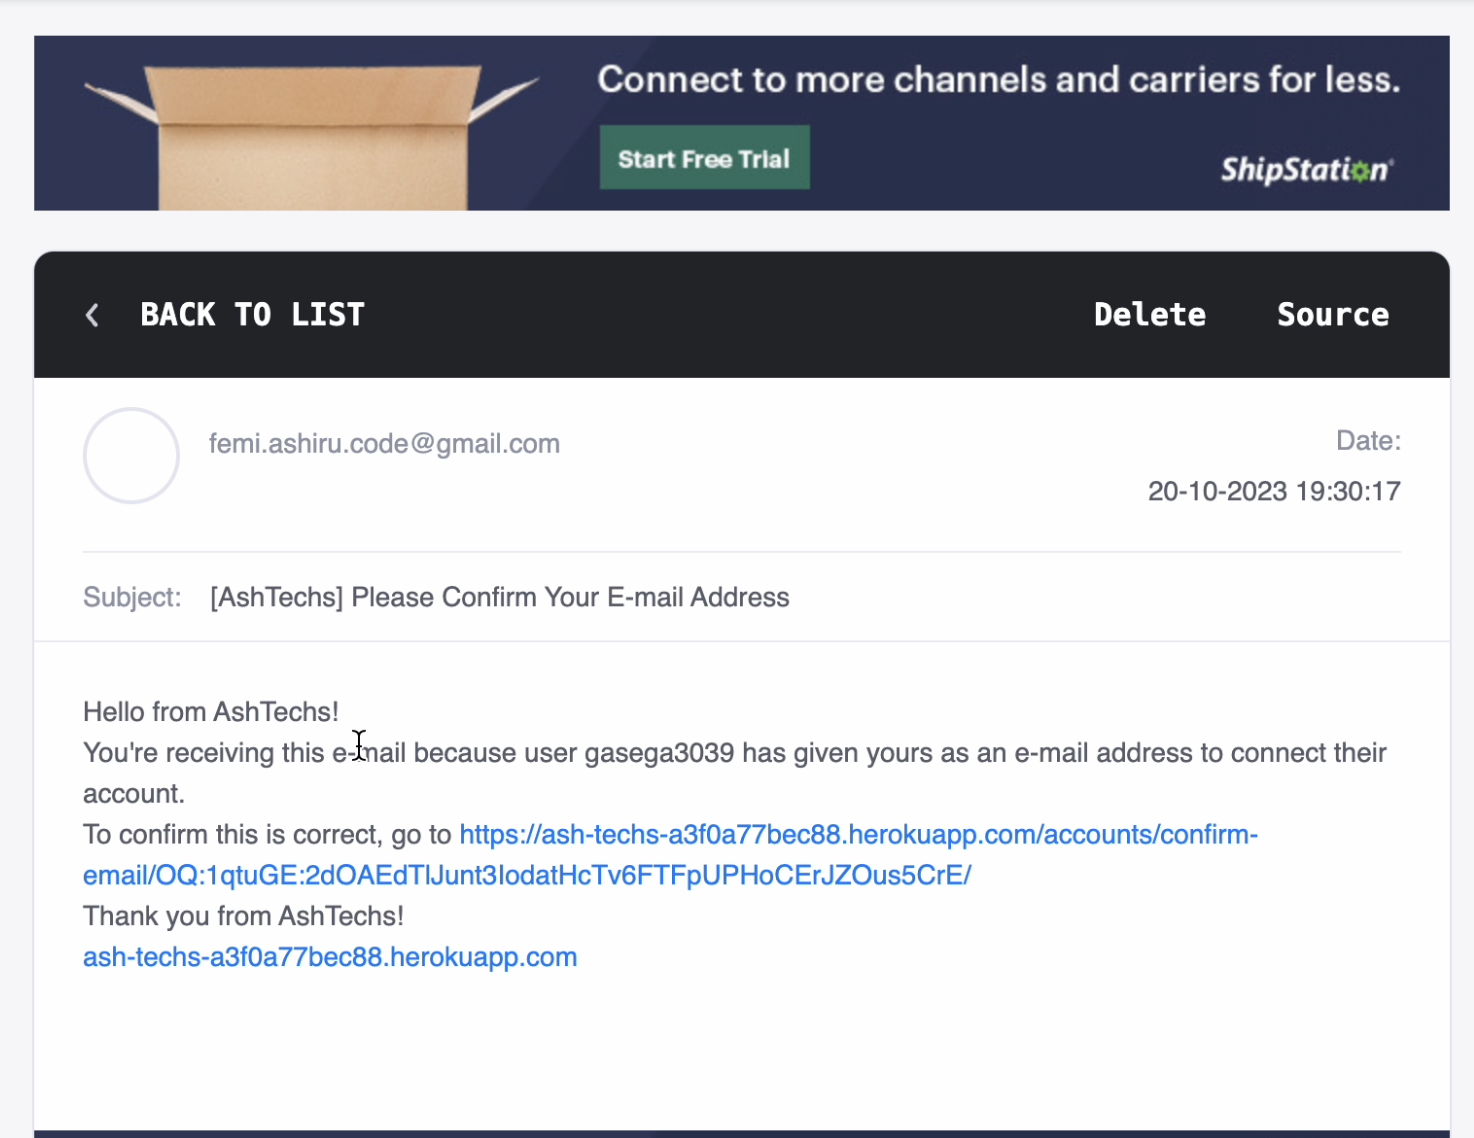 Connect to more channels and carriers for less.
Start Free Trial
ShipStation
BACK TO LIST
Delete
Source
femi.ashiru.code@gmail.com
Date:
20-10-2023 19:30:17
Subject: [AshTechs] Please Confirm Your E-mail Address
Hello from AshTechs!
You're receiving this e-mail because user gasega3039 has given yours as an e-mail address to connect their
account.
To confirm this is correct, go to https://ash-techs-a3f0a77bec88.herokuapp.com/accounts/confirm-
email/OQ:1qtuGE:2dOAEdTlJunt3IodatHcTv6FTFpUPHoCErJZOus5CrE/
Thank you from AshTechs!
ash-techs-a3f0a77bec88.herokuapp.com